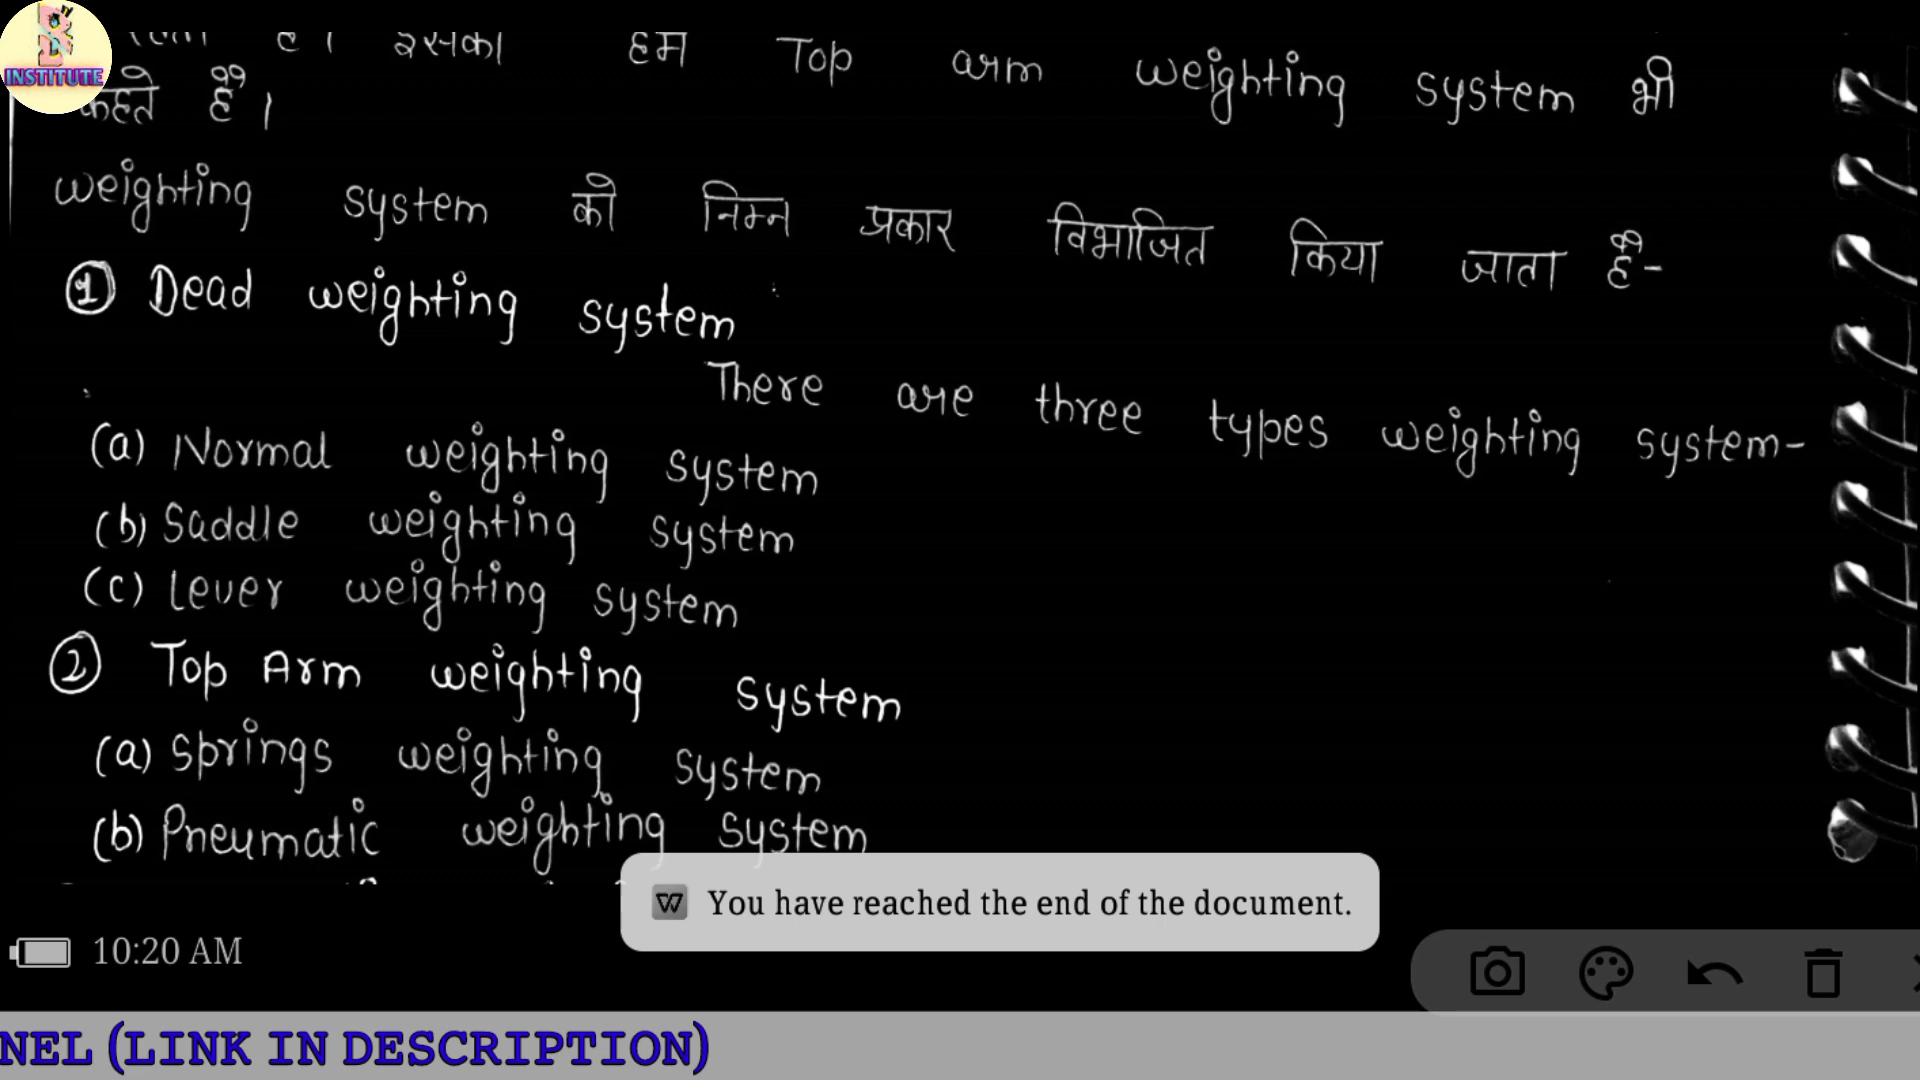 INSTITUTE
है। इसको हम Top arm weighting system भी
कहते हैं।
weighting system को निम्न प्रकार विभाजित किया जाता है-
① Dead weighting system
There are three types weighting system-
(a) Normal weighting system
(b) Saddle weighting system
(c) Lever weighting system
② Top Arm weighting system
(a) Springs weighting system
(b) Pneumatic weighting system
W You have reached the end of the document.
10:20 AM
NEL (LINK IN DESCRIPTION)